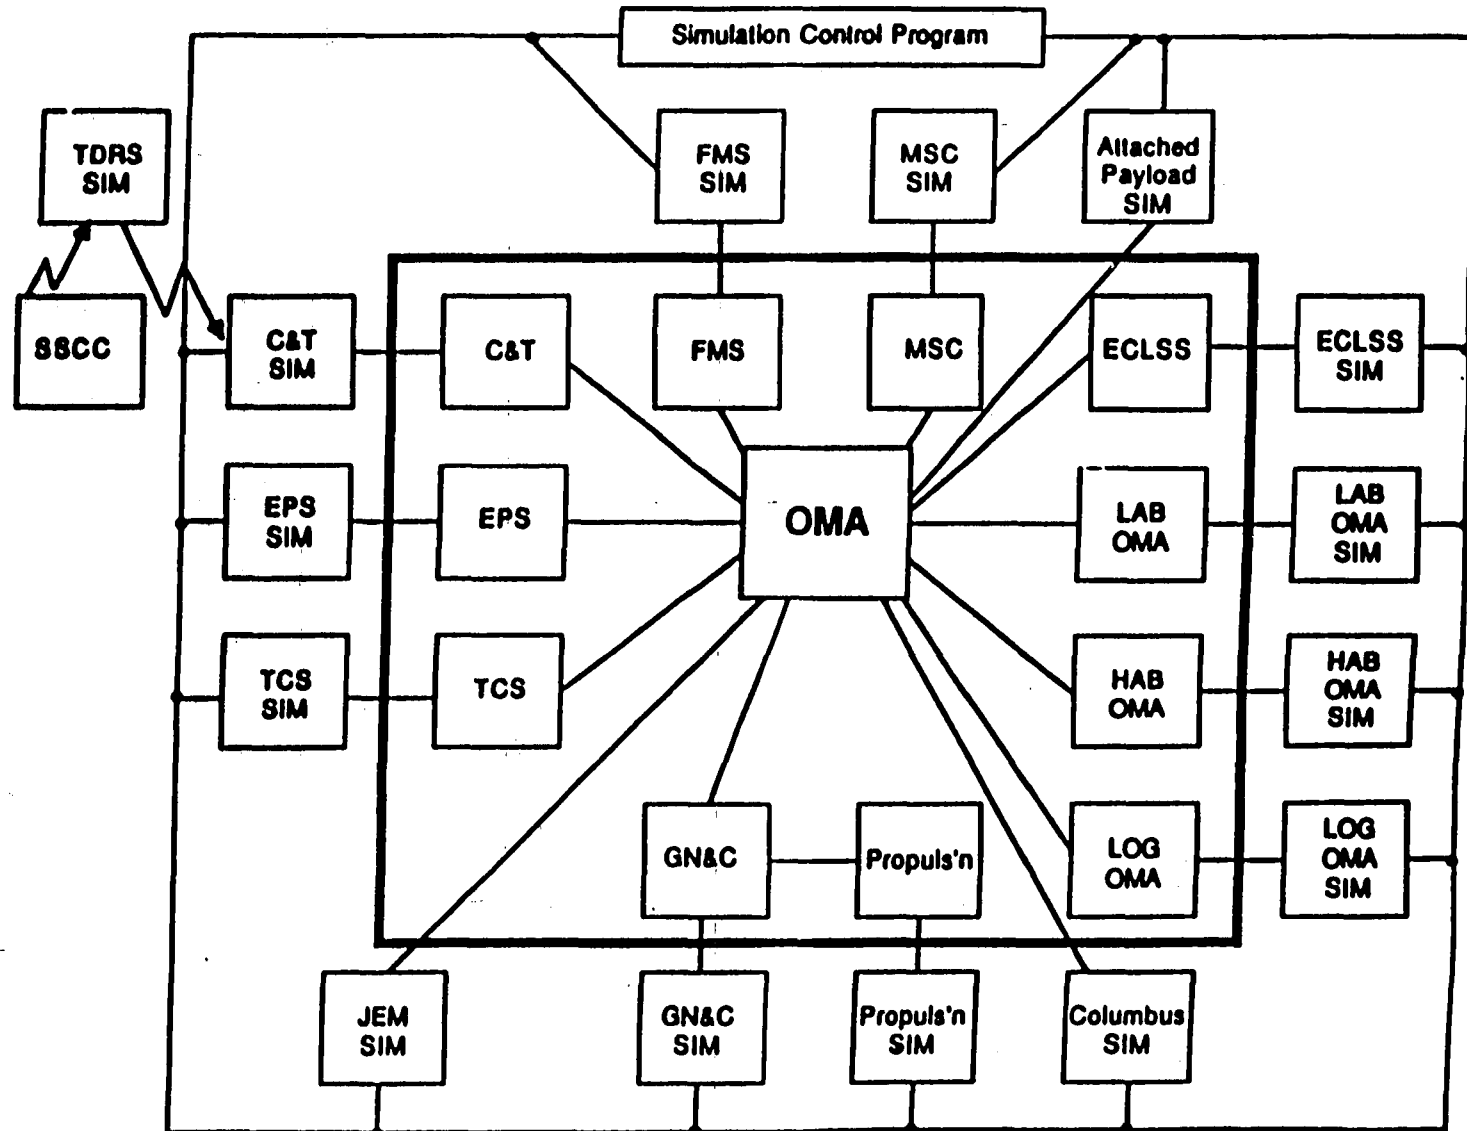 Simulation Control Program
TDRS
SIM
FMS
SIM
MSC
SIM
Attached
Payload
SIM
SSCC
C&T
SIM
C&T
FMS
MSC
ECLSS
ECLSS
SIM
EPS
SIM
EPS
OMA
LAB
OMA
LAB
OMA
SIM
TCS
SIM
TCS
HAB
OMA
HAB
OMA
SIM
GN&C
Propuls'n
LOG
OMA
LOG
OMA
SIM
JEM
SIM
GN&C
SIM
Propuls'n
SIM
Columbus
SIM